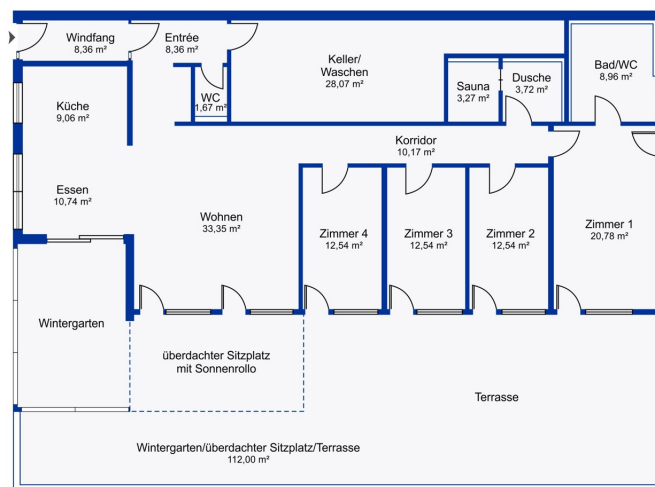 Windfang
8,36 m²
Entrée
8,36 m²
Keller/
Waschen
28,07 m²
Bad/WC
8,96 m²
Sauna
3,27 m²
Dusche
3,72 m²
WC
1,67 m²
Küche
9,06 m²
Korridor
10,17 m²
Essen
10,74 m²
Wohnen
33,35 m²
Zimmer 4
12,54 m²
Zimmer 3
12,54 m²
Zimmer 2
12,54 m²
Zimmer 1
20,78 m²
Wintergarten
überdachter Sitzplatz
mit Sonnenrollo
Terrasse
Wintergarten/überdachter Sitzplatz/Terrasse
112,00 m²